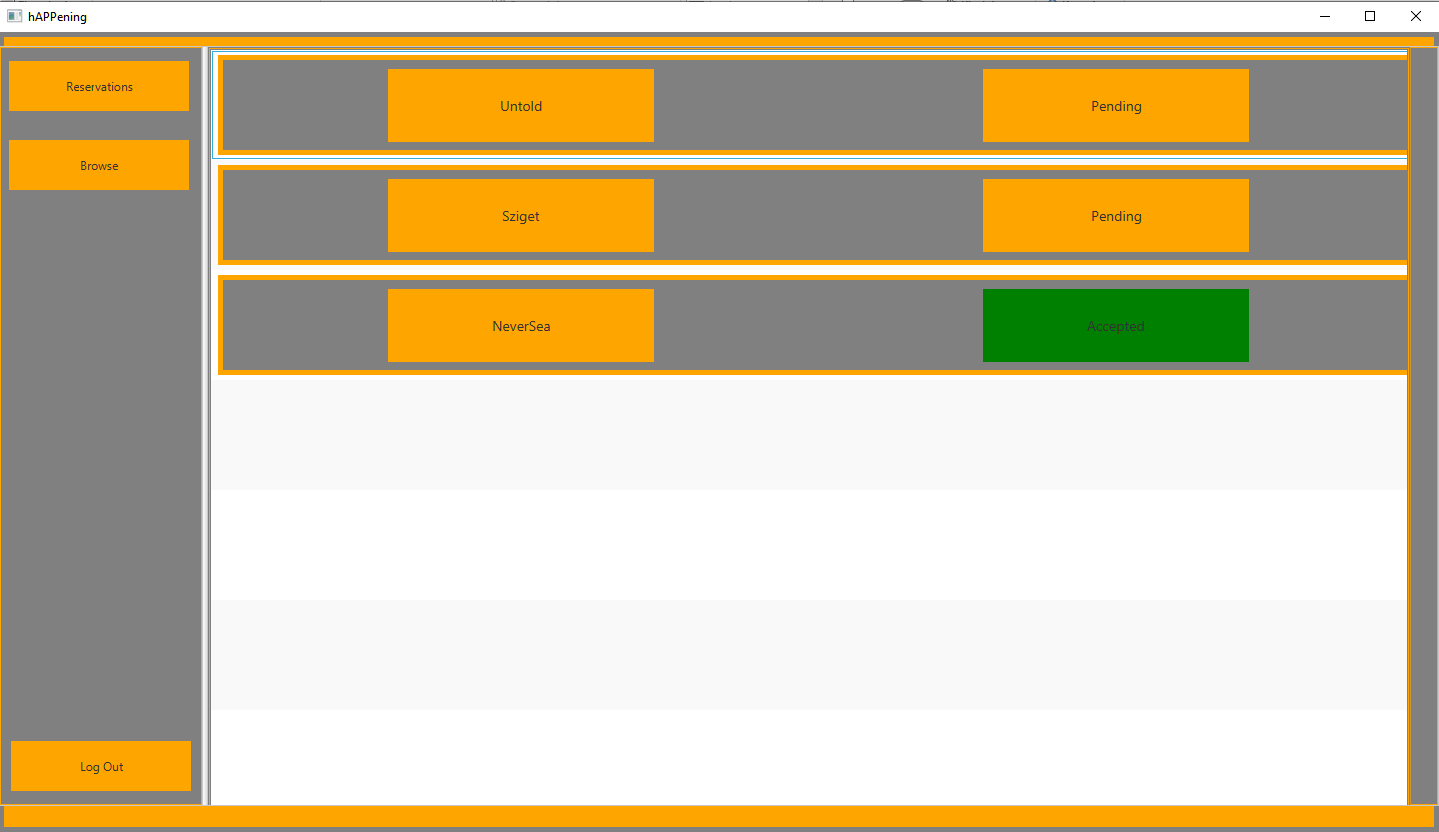 hAPPening
Reservations
Browse
Untold
Pending
Sziget
Pending
NeverSea
Accepted
Log Out